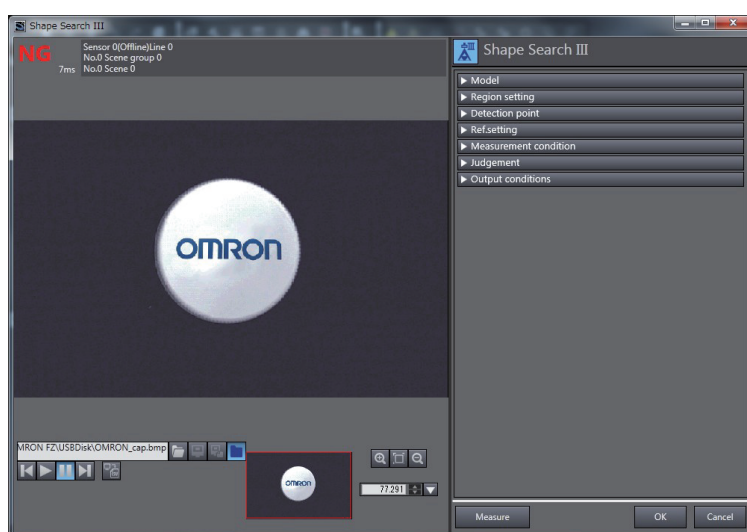 Shape Search III
NG
Sensor 0(Offline)Line 0
No.0 Scene group 0
7ms No.0 Scene 0
Shape Search III
Model
Region setting
Detection point
Ref.setting
Measurement condition
Judgement
Output conditions
OMRON
MRON FZ\USBDisk\OMRON_cap.bmp
OMRON
77.291
Measure
OK
Cancel